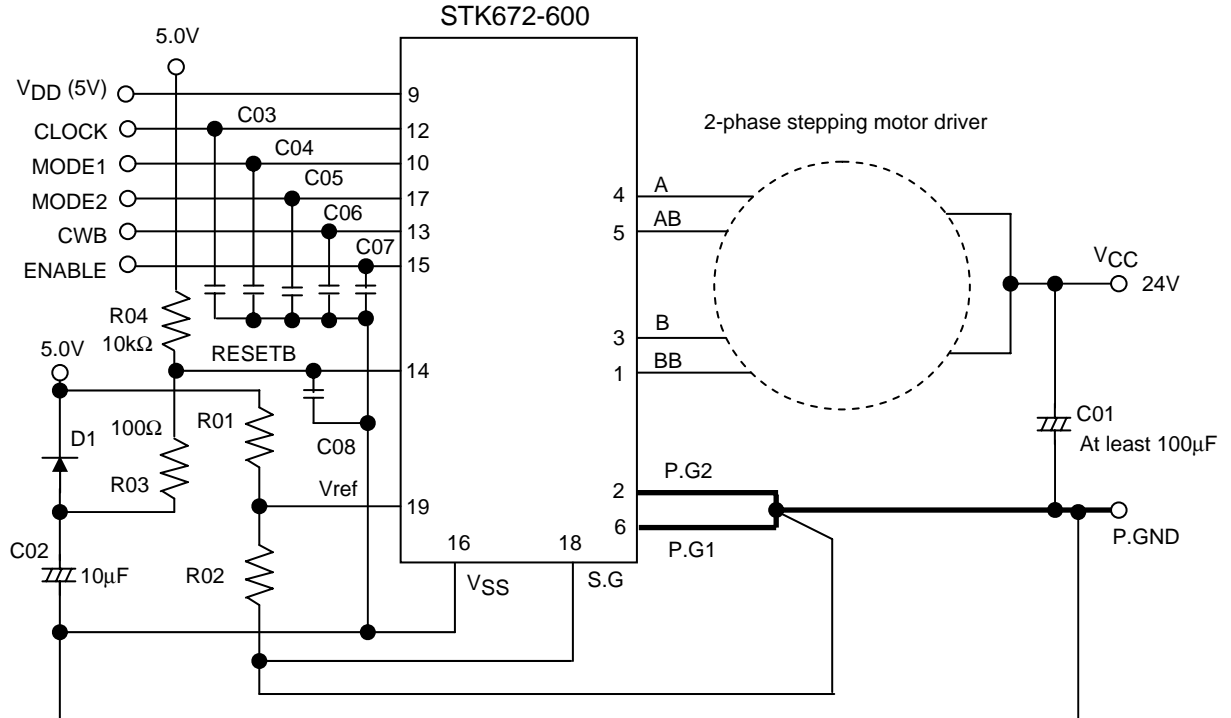 STK672-600
5.0V
VDD (5V)
9
C03
CLOCK
12
2-phase stepping motor driver
C04
MODE1
10
C05
MODE2
17
4
A
C06
CWB
13
5
AB
C07
ENABLE
15
VCC
24V
R04
10kΩ
3
B
5.0V
RESETB
14
1
BB
R01
C01
At least 100μF
100Ω
D1
C08
R03
Vref
19
2
P.G2
6
P.G1
P.GND
C02
10μF
R02
16
18
VSS
S.G